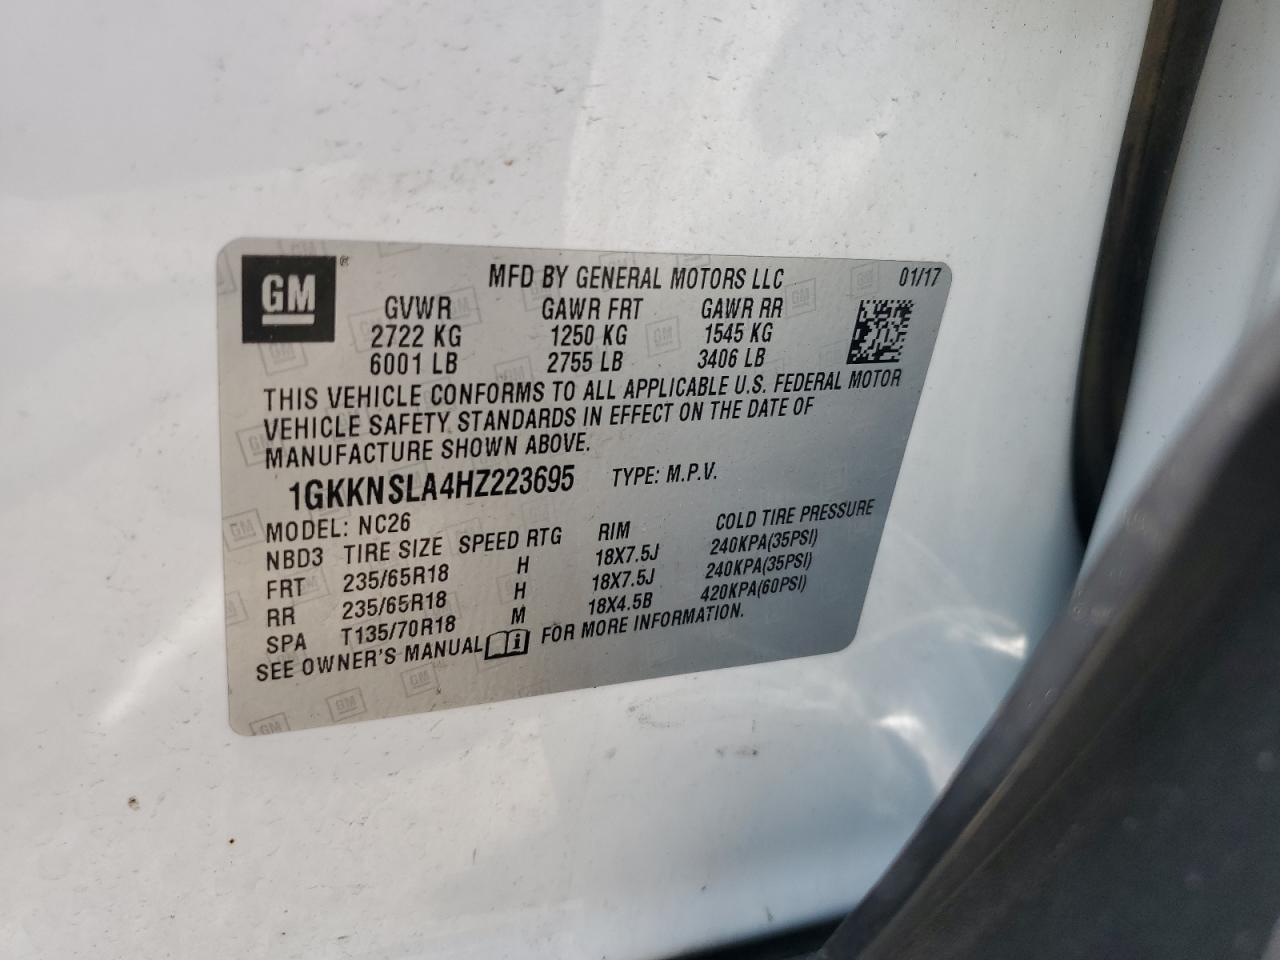 GM ® MFD BY GENERAL MOTORS LLC 01/17
GVWR GAWR FRT GAWR RR
2722 KG 1250 KG 1545 KG
6001 LB 2755 LB 3406 LB
THIS VEHICLE CONFORMS TO ALL APPLICABLE U.S. FEDERAL MOTOR
VEHICLE SAFETY STANDARDS IN EFFECT ON THE DATE OF
MANUFACTURE SHOWN ABOVE.
1GKKNSLA4HZ223695 TYPE: M.P.V.
MODEL: NC26
NBD3 TIRE SIZE SPEED RTG RIM COLD TIRE PRESSURE
FRT 235/65R18 H 18X7.5J 240KPA(35PSI)
RR 235/65R18 H 18X7.5J 240KPA(35PSI)
SPA T135/70R18 M 18X4.5B 420KPA(60PSI)
SEE OWNER'S MANUAL FOR MORE INFORMATION.